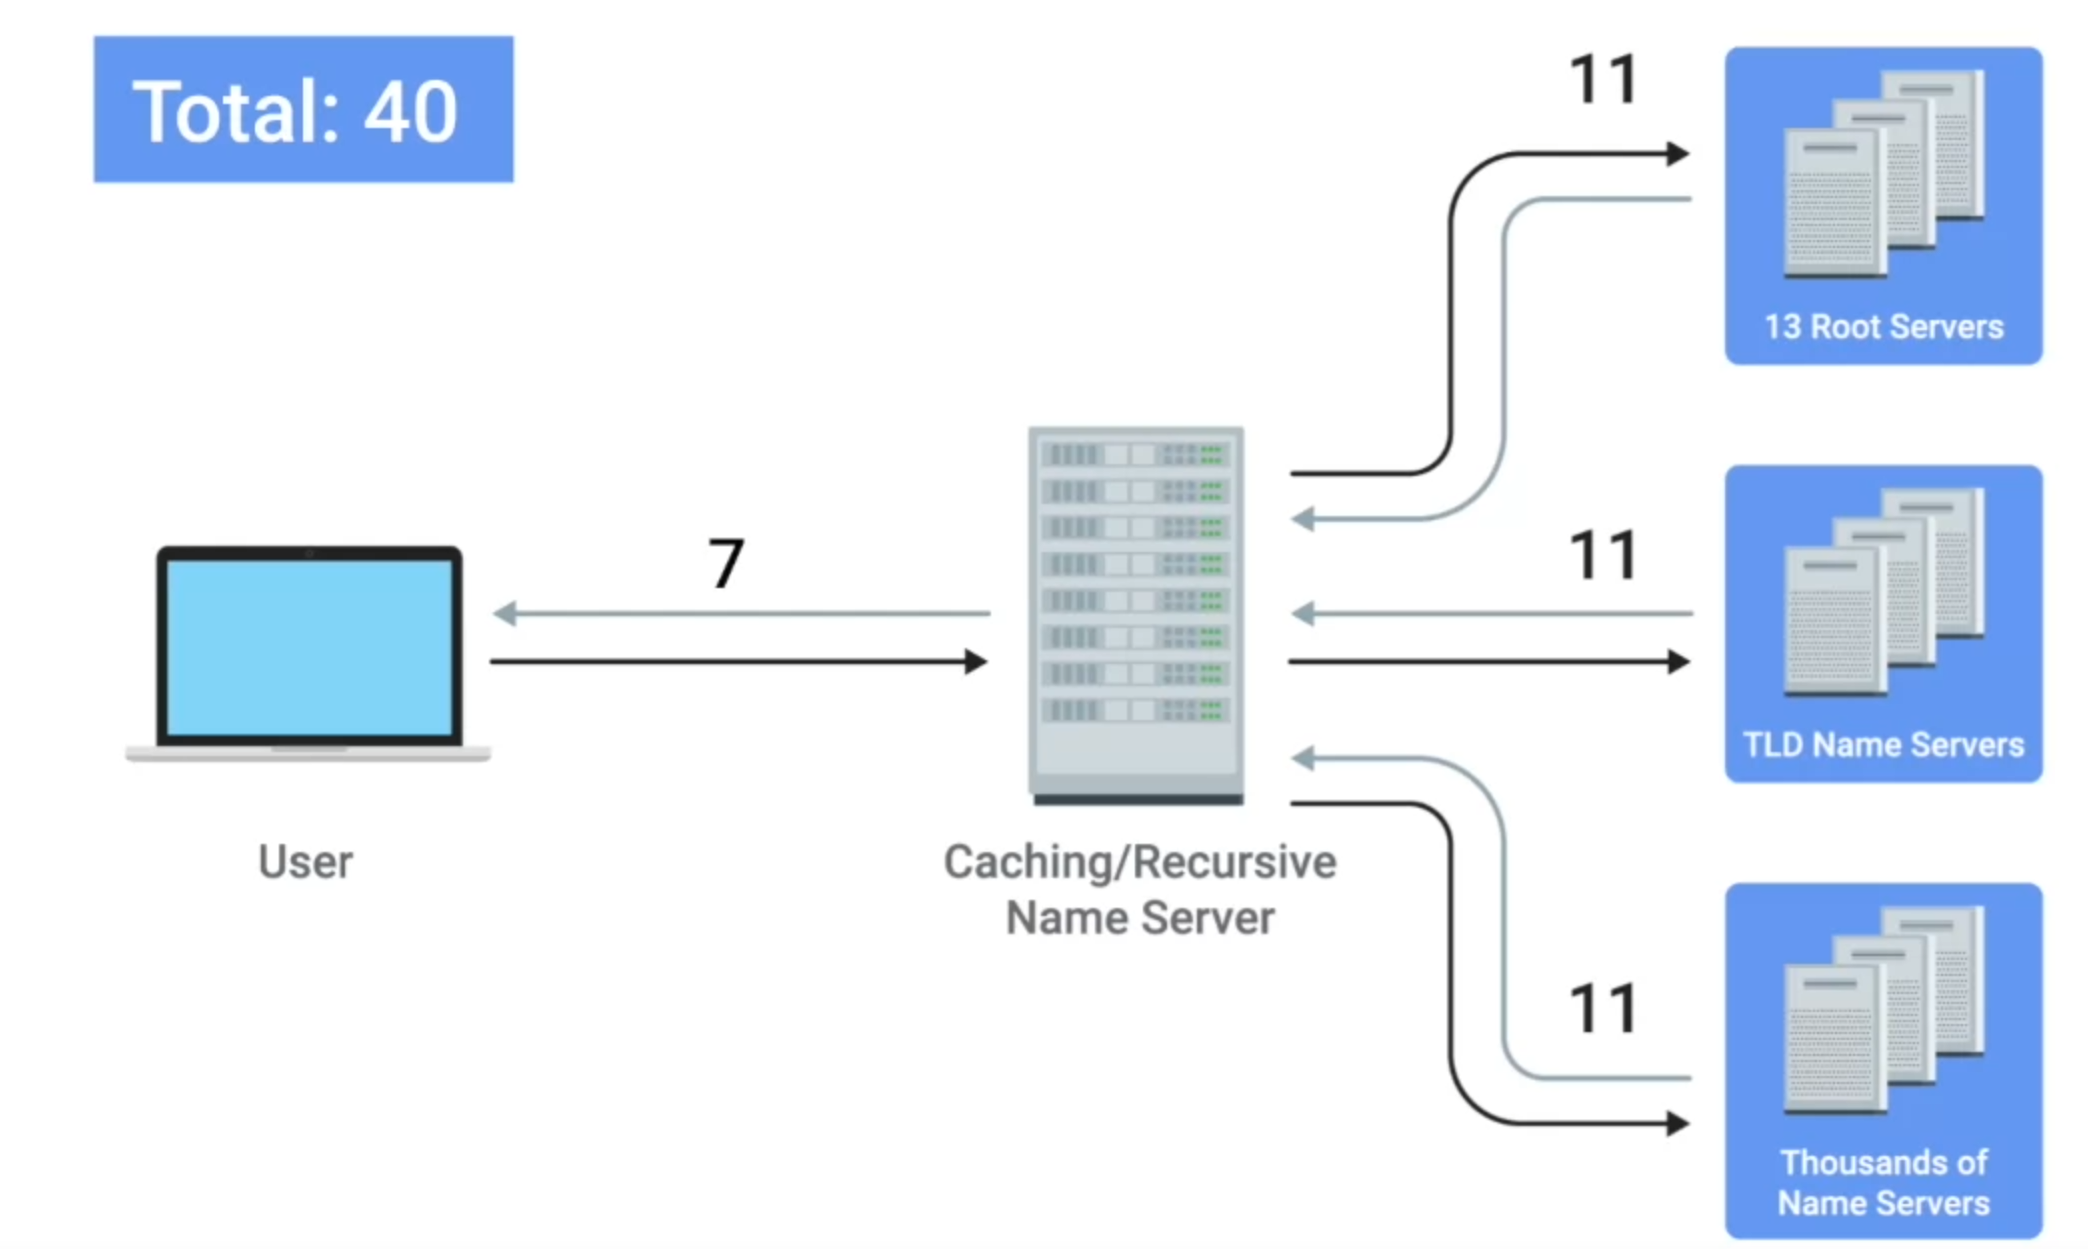 Total: 40
11
13 Root Servers
7
11
TLD Name Servers
User
Caching/Recursive
Name Server
11
Thousands of
Name Servers